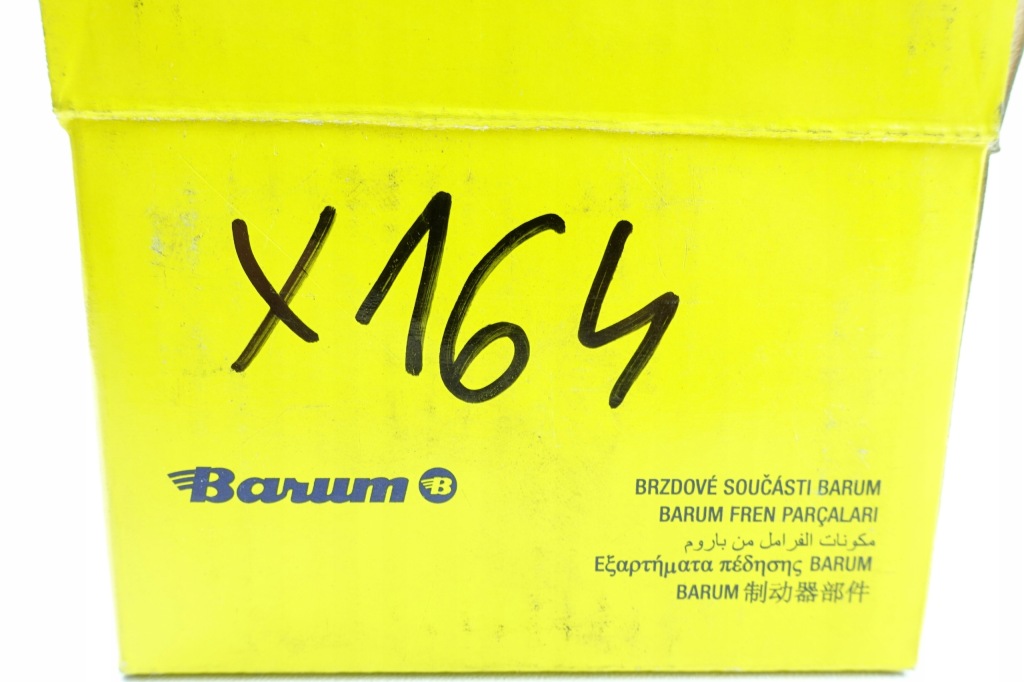 X164
Barum B
BRZDOVÉ SOUČÁSTI BARUM
BARUM FREN PARÇALARI
مكونات الفرامل من باروم
Εξαρτήματα πέδησης BARUM
BARUM 制动器部件